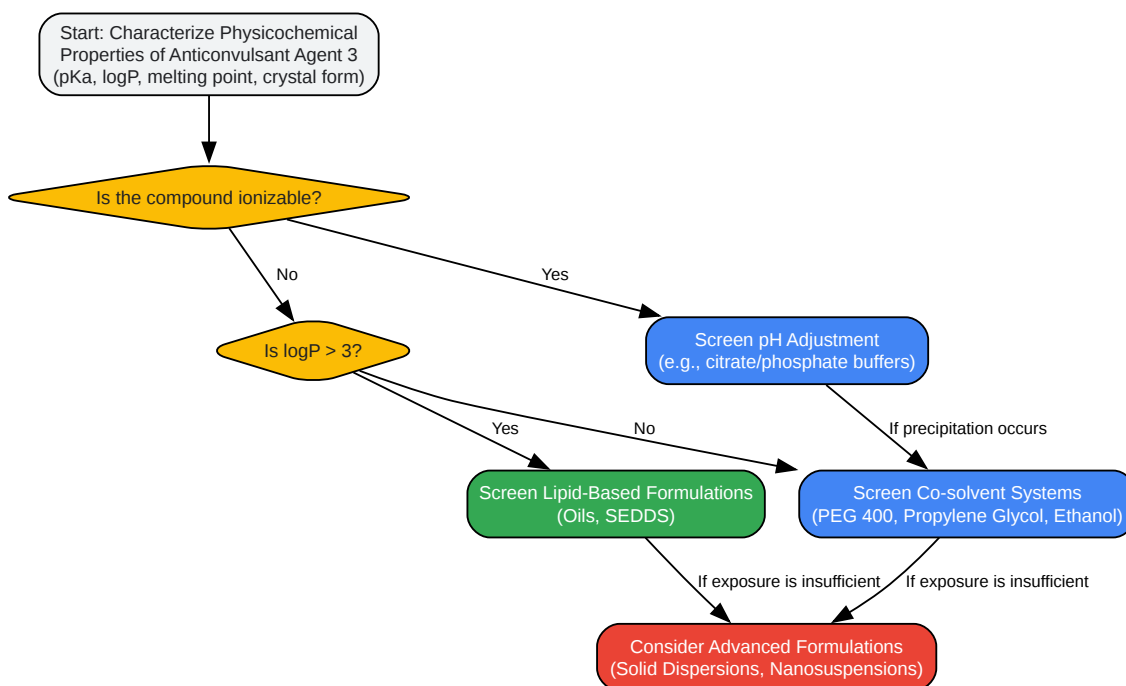 Start: Characterize Physicochemical
Properties of Anticonvulsant Agent 3
(pKa, logP, melting point, crystal form)
Is the compound ionizable?
No
Yes
Is logP > 3?
Screen pH Adjustment
(e.g., citrate/phosphate buffers)
Yes
No
If precipitation occurs
Screen Lipid-Based Formulations
(Oils, SEDDS)
Screen Co-solvent Systems
(PEG 400, Propylene Glycol, Ethanol)
If exposure is insufficient
If exposure is insufficient
Consider Advanced Formulations
(Solid Dispersions, Nanosuspensions)